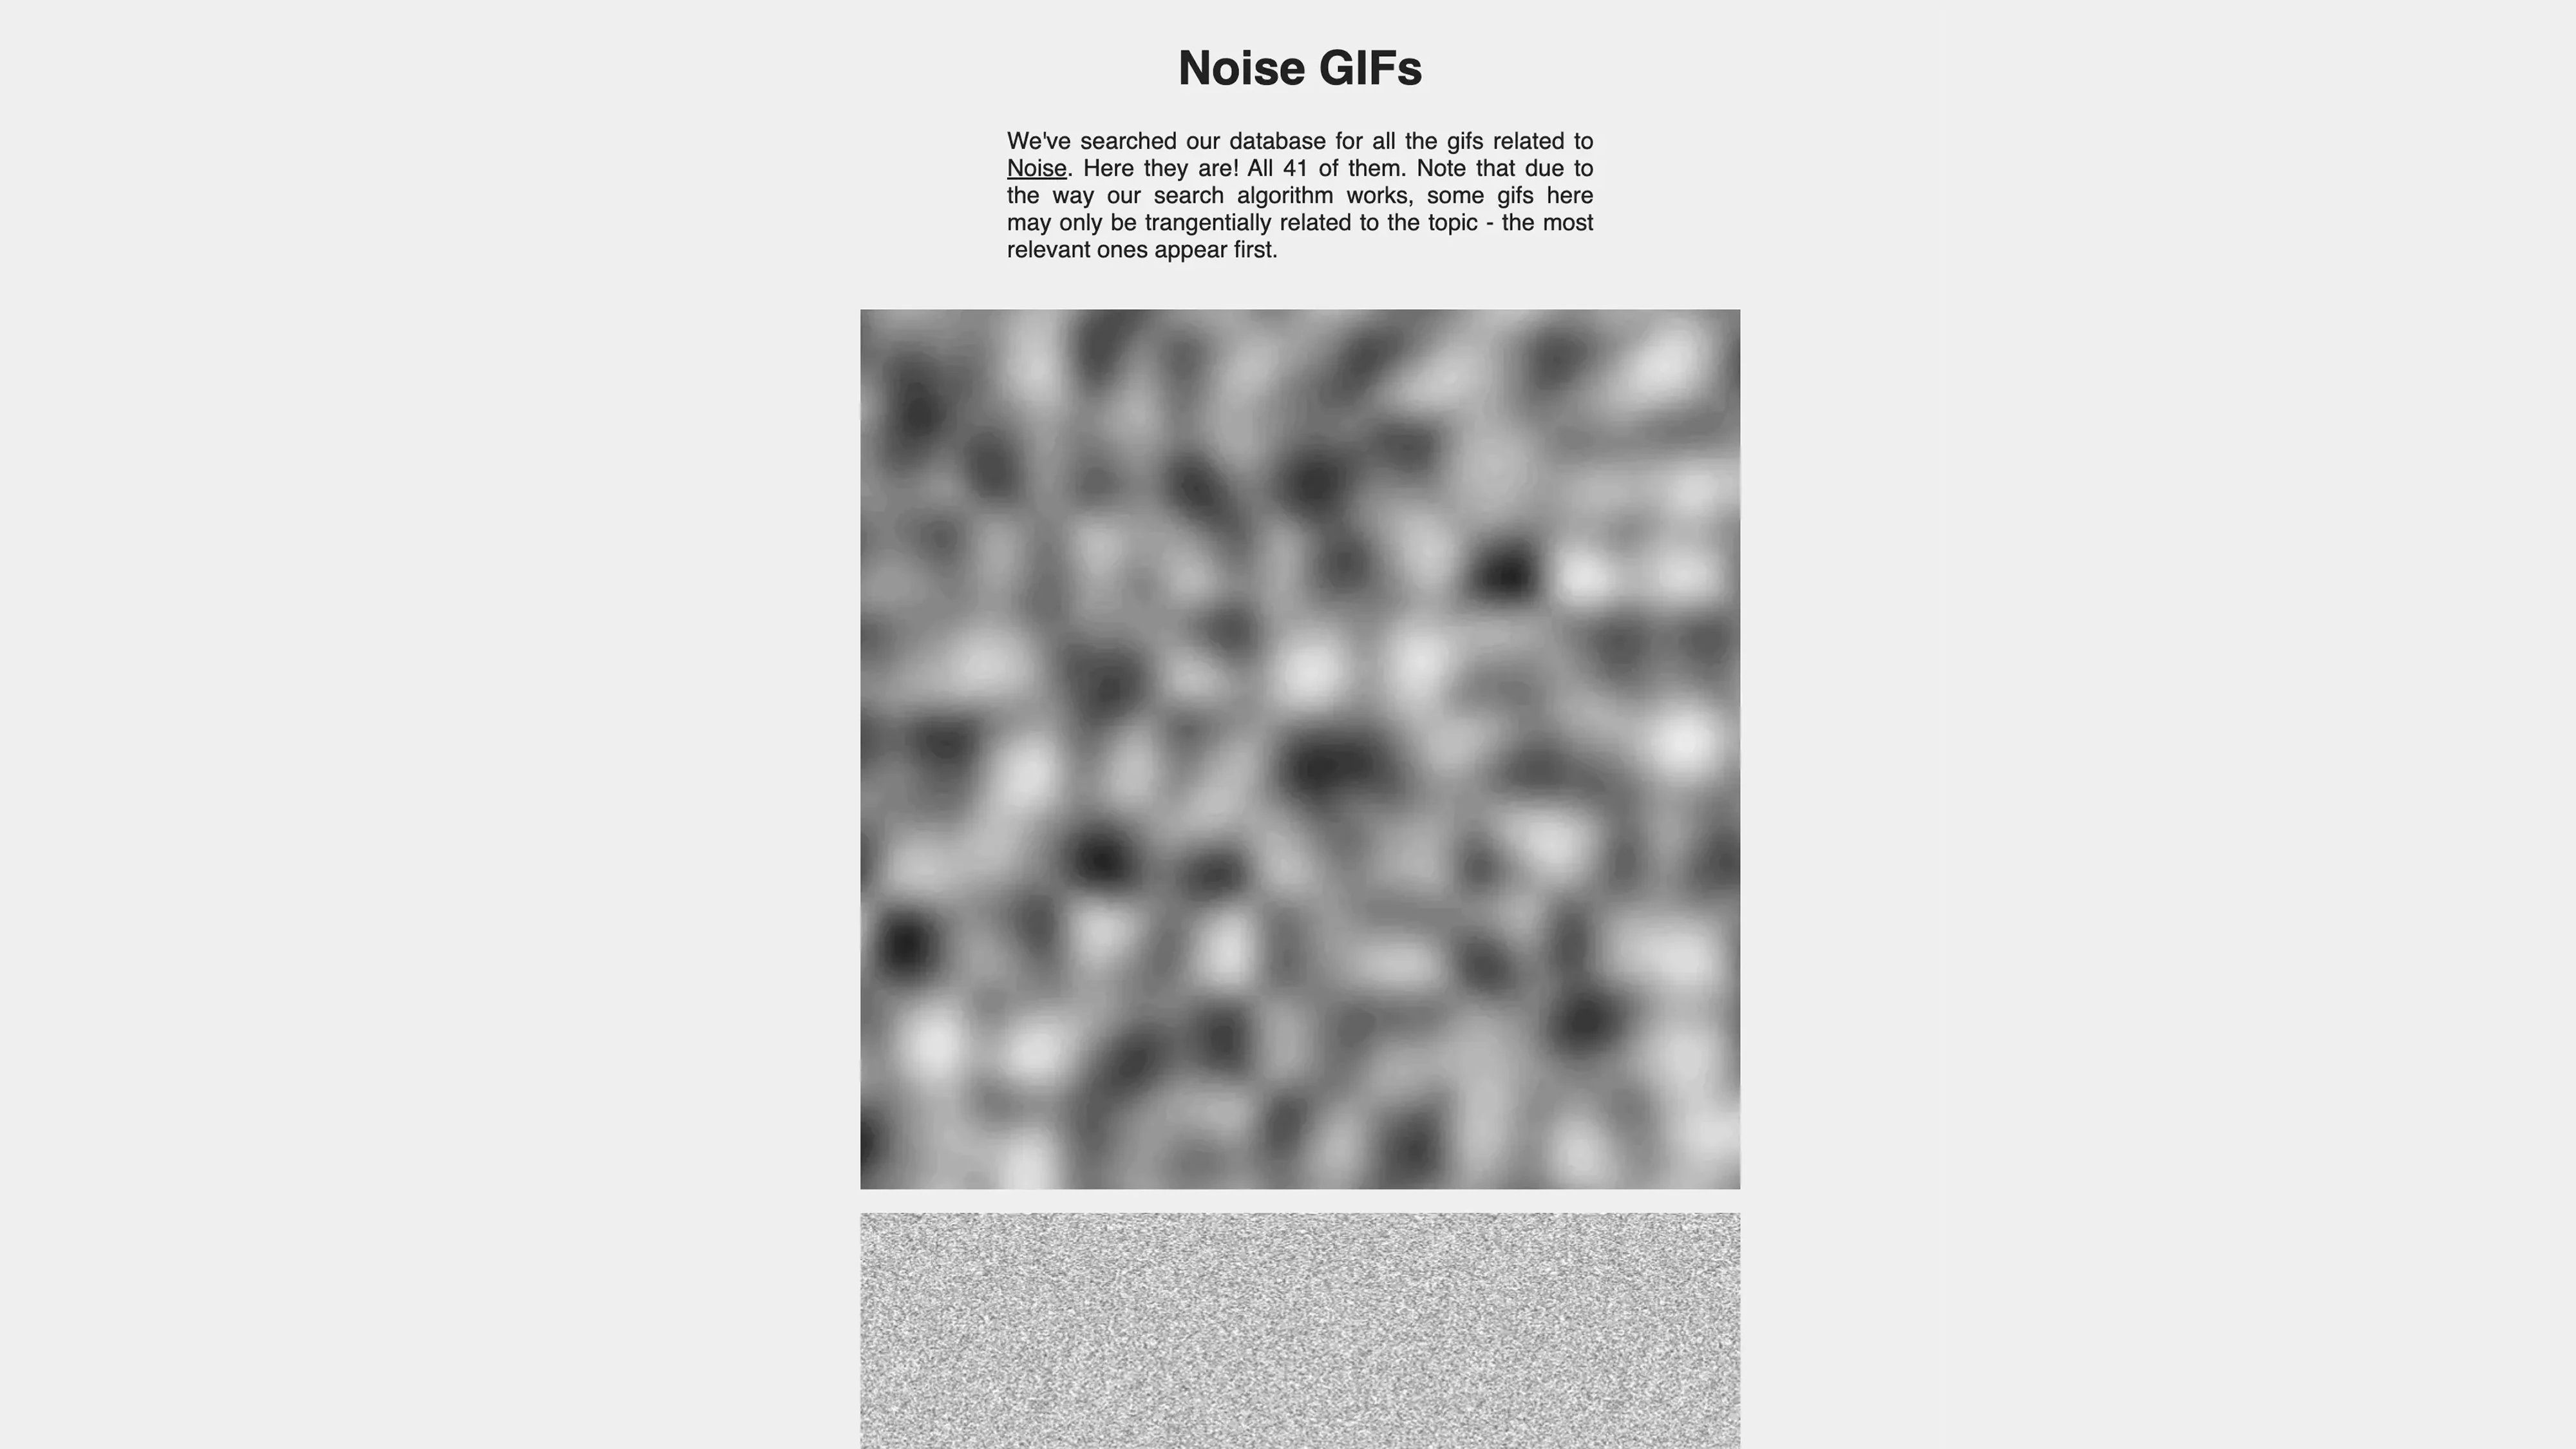 Noise GIFs
We've searched our database for all the gifs related to
Noise. Here they are! All 41 of them. Note that due to
the way our search algorithm works, some gifs here
may only be trangentially related to the topic - the most
relevant ones appear first.